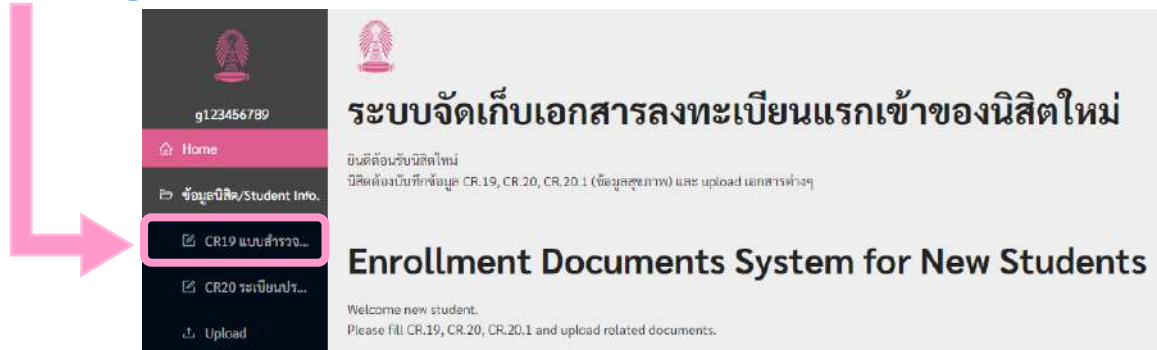 g123456789
Home
ข้อมูลนิสิต/Student Info.
CR19 แบบสำรวจ...
CR20 ระเบียนปร...
Upload
ระบบจัดเก็บเอกสารลงทะเบียนแรกเข้าของนิสิตใหม่
ยินดีต้อนรับนิสิตใหม่
นิสิตต้องบันทึกข้อมูล CR.19, CR.20, CR.20.1 (ข้อมูลสุขภาพ) และ upload เอกสารต่างๆ
Enrollment Documents System for New Students
Welcome new student.
Please fill CR.19, CR.20, CR.20.1 and upload related documents.